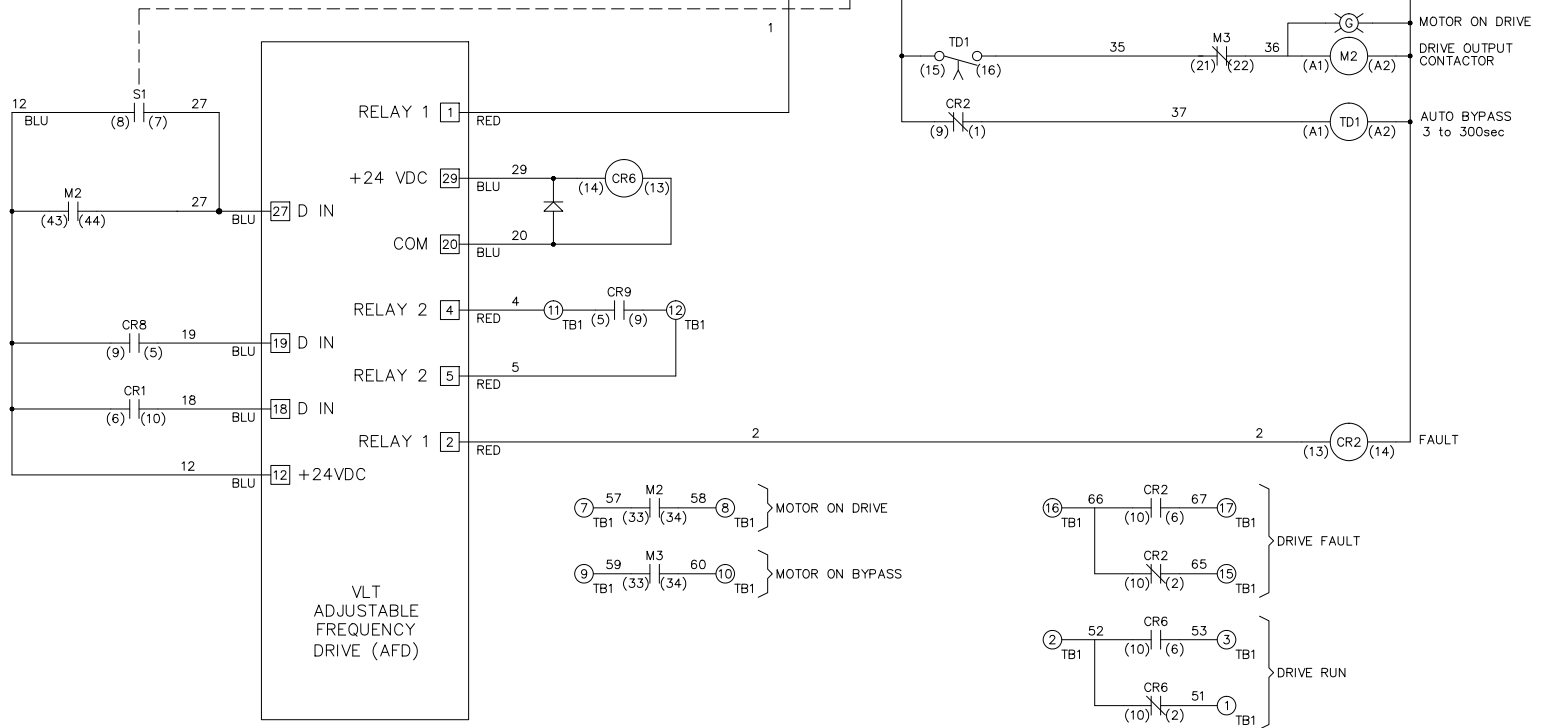 1
G MOTOR ON DRIVE
TD1 (15) (16) 35 M3 (21) (22) 36 (A1) M2 (A2) DRIVE OUTPUT
CONTACTOR
12 BLU S1 (8) (7) 27
RELAY 1 1 RED
CR2 (9) (1) 37 (A1) TD1 (A2) AUTO BYPASS
3 to 300sec
+24 VDC 29 BLU 29 (14) CR6 (13)
M2 (43) (44) 27 BLU 27 D IN
COM 20 BLU 20
RELAY 2 4 RED 4 11 TB1 CR9 (5) (9) 12 TB1
CR8 (9) (5) 19 BLU 19 D IN
RELAY 2 5 RED 5
CR1 (6) (10) 18 BLU 18 D IN
RELAY 1 2 RED 2 2 (13) CR2 (14) FAULT
12 BLU 12 +24VDC
7 TB1 57 M2 (33) (34) 58 8 TB1 MOTOR ON DRIVE
16 TB1 66 CR2 (10) (6) 67 17 TB1
DRIVE FAULT
9 TB1 59 M3 (33) (34) 60 10 TB1 MOTOR ON BYPASS
CR2 (10) (2) 65 15 TB1
VLT
ADJUSTABLE
FREQUENCY
DRIVE (AFD)
2 TB1 52 CR6 (10) (6) 53 3 TB1
DRIVE RUN
CR6 (10) (2) 51 1 TB1